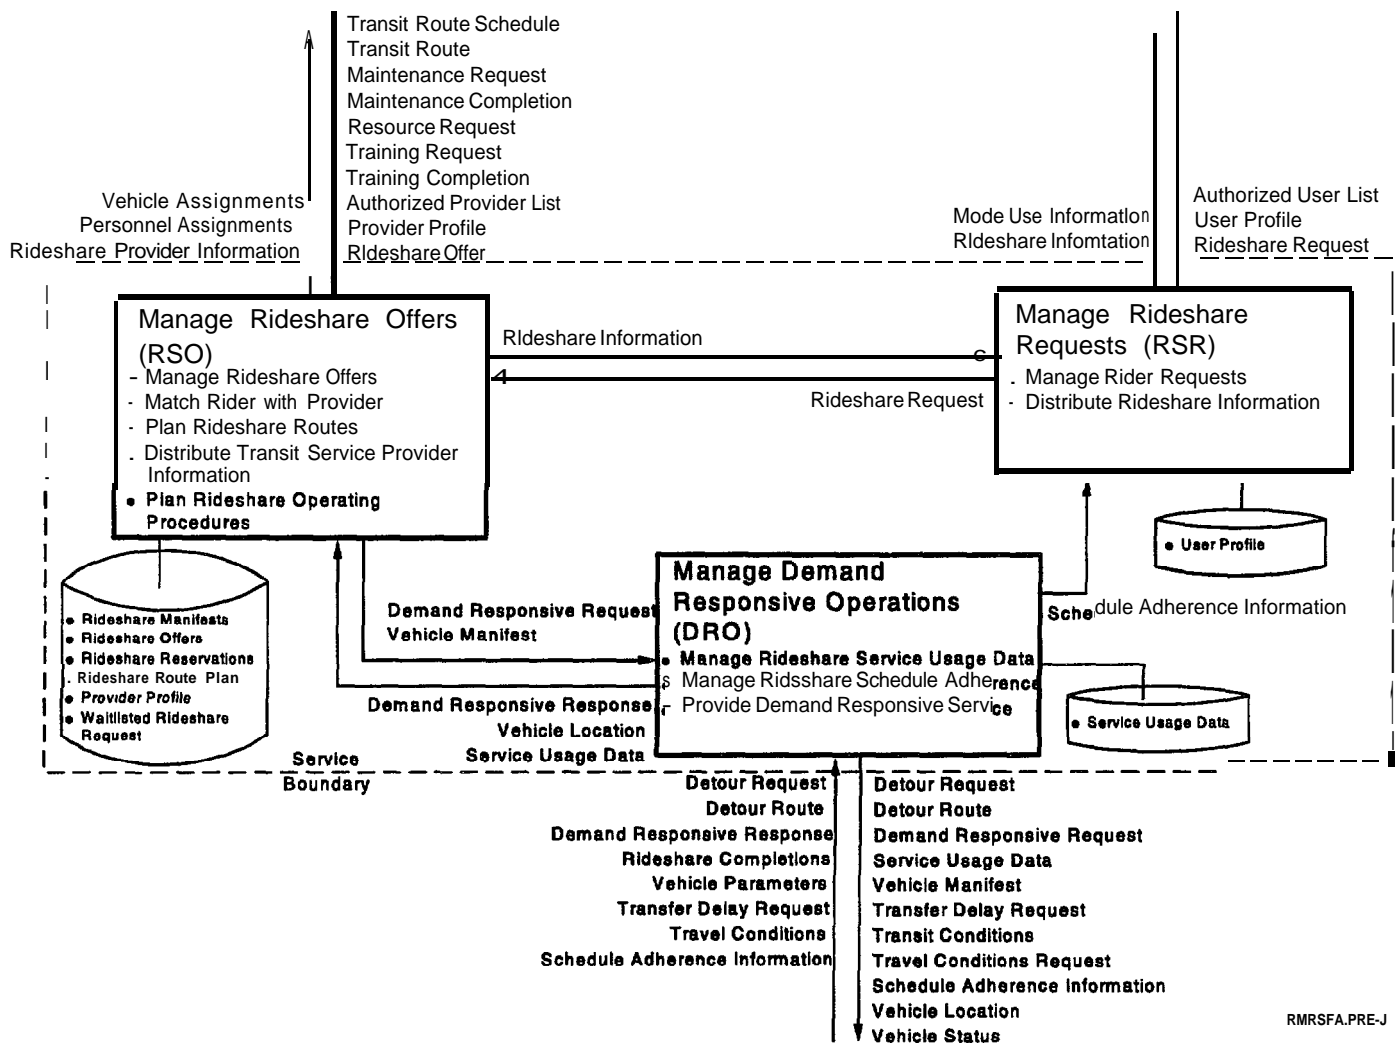 Transit Route Schedule
Transit Route
Maintenance Request
Maintenance Completion
Resource Request
Training Request
Training Completion
Authorized Provider List
Provider Profile
RIdeshare Offer
Vehicle Assignments
Personnel Assignments
Rideshare Provider Information
Mode Use Information
RIdeshare Infomtation
Authorized User List
User Profile
Rideshare Request
Manage Rideshare Offers
(RSO)
- Manage Rideshare Offers
- Match Rider with Provider
- Plan Rideshare Routes
. Distribute Transit Service Provider
Information
• Plan Rideshare Operating
Procedures
RIdeshare Information
Rideshare Request
Manage Rideshare
Requests (RSR)
. Manage Rider Requests
- Distribute Rideshare Information
• User Profile
• Rideshare Manifests
• Rideshare Offers
• Rideshare Reservations
. Rideshare Route Plan
• Provider Profile
• Waitlisted Rideshare
Request
Demand Responsive Request
Vehicle Manifest
Demand Responsive Response
Vehicle Location
Service Usage Data
Manage Demand
Responsive Operations
(DRO)
• Manage Rideshare Service Usage Data
s Manage Ridsshare Schedule Adherence
- Provide Demand Responsive Service
Schedule Adherence Information
• Service Usage Data
Service
Boundary
Detour Request
Detour Route
Demand Responsive Response
Rideshare Completions
Vehicle Parameters
Transfer Delay Request
Travel Conditions
Schedule Adherence Information
Detour Request
Detour Route
Demand Responsive Request
Service Usage Data
Vehicle Manifest
Transfer Delay Request
Transit Conditions
Travel Conditions Request
Schedule Adherence Information
Vehicle Location
Vehicle Status
RMRSFA.PRE-J